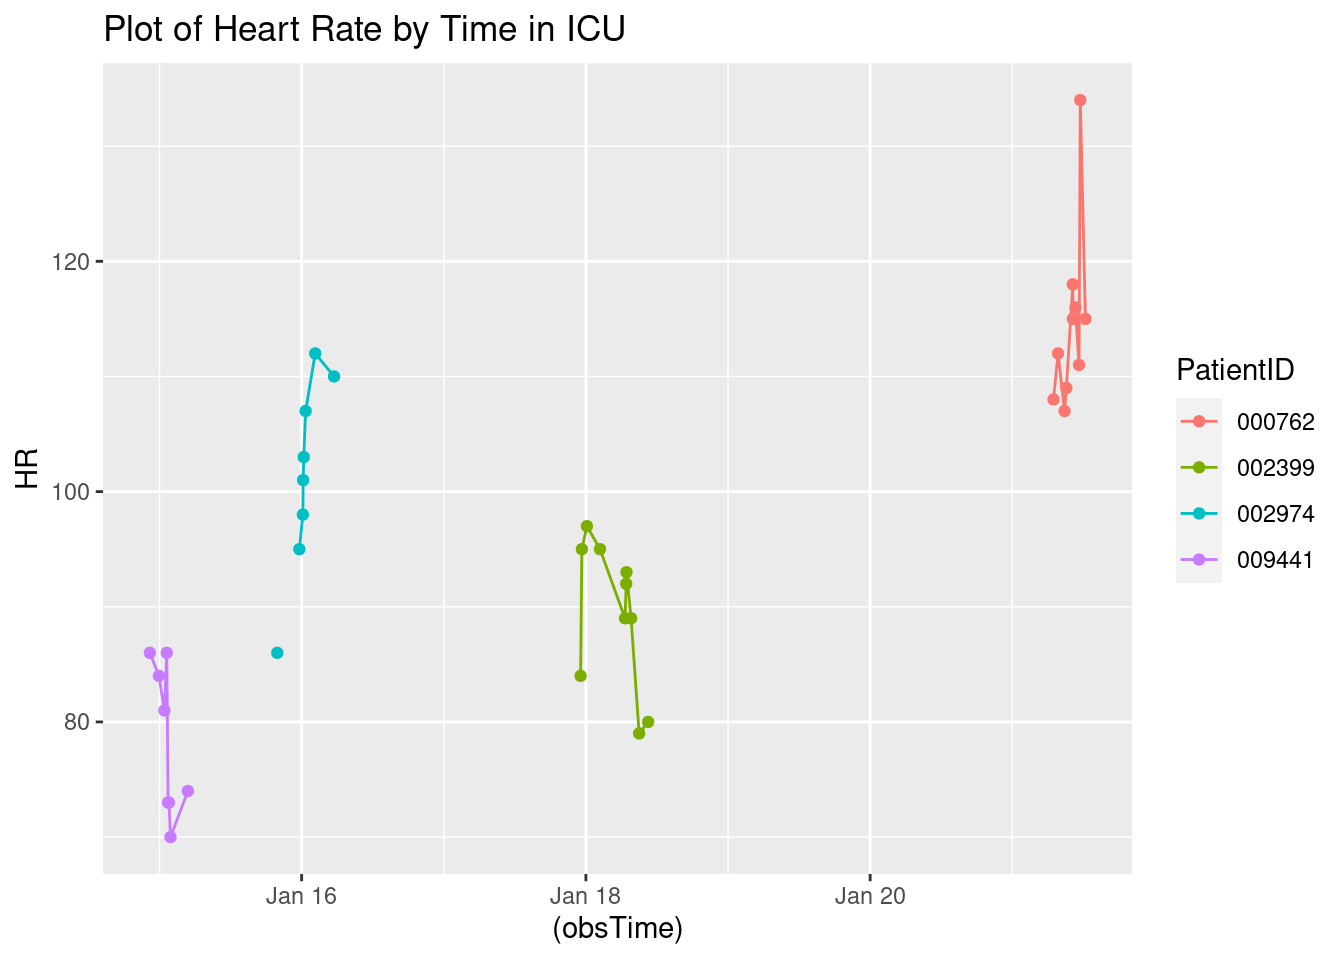 Plot of Heart Rate by Time in ICU
120
100
80
HR
Jan 16
Jan 18
Jan 20
(obsTime)
PatientID
000762
002399
002974
009441